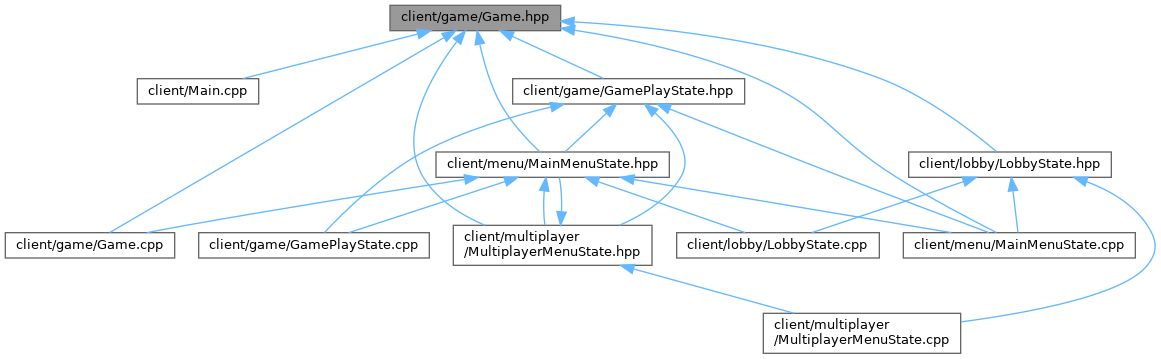 client/game/Game.hpp
client/Main.cpp
client/game/GamePlayState.hpp
client/menu/MainMenuState.hpp
client/lobby/LobbyState.hpp
client/game/Game.cpp
client/game/GamePlayState.cpp
client/multiplayer
/MultiplayerMenuState.hpp
client/lobby/LobbyState.cpp
client/menu/MainMenuState.cpp
client/multiplayer
/MultiplayerMenuState.cpp